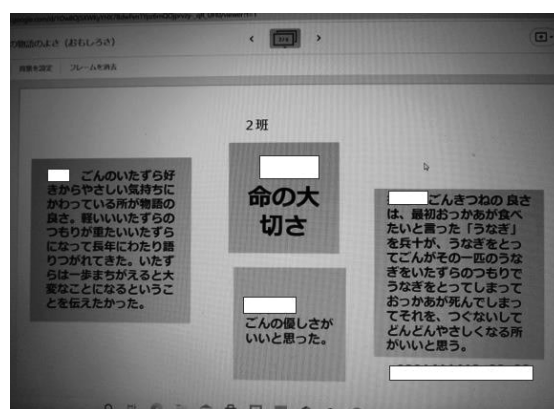 の物語のよさ（おもしろさ）
背景を設定 フレームを消去
2班
ごんのいたずら好
きからやさしい気持ちに
かわっている所が物語の
良さ。軽いいいたずらの
つもりが重たいいたずら
になって長年にわたり語
りつがれてきた。いたず
らは一歩まちがえると大
変なことになるというこ
とを伝えたかった。
命の大
切さ
ごんの優しさが
いいと思った。
ごんきつねの 良さ
は、最初おっかあが食べ
たいと言った「うなぎ」
を兵十が、うなぎをとっ
てごんがその一匹のうな
ぎをいたずらのつもりで
うなぎをとってしまって
おっかあが死んでしまっ
てそれを、つぐないして
どんどんやさしくなる所
がいいと思う。